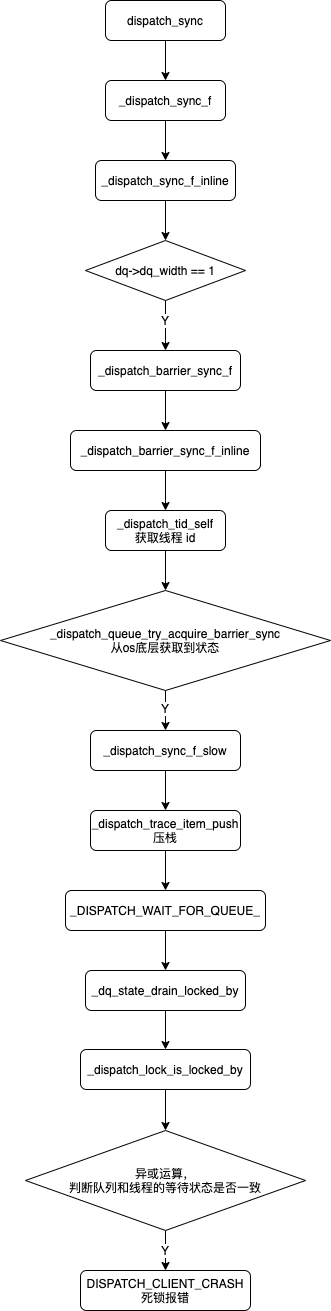 dispatch_sync
_dispatch_sync_f
_dispatch_sync_f_inline
dq->dq_width == 1
Y
_dispatch_barrier_sync_f
_dispatch_barrier_sync_f_inline
_dispatch_tid_self
获取线程 id
_dispatch_queue_try_acquire_barrier_sync
从os底层获取到状态
Y
_dispatch_sync_f_slow
_dispatch_trace_item_push
压栈
_DISPATCH_WAIT_FOR_QUEUE_
_dq_state_drain_locked_by
_dispatch_lock_is_locked_by
异或运算，
判断队列和线程的等待状态是否一致
Y
DISPATCH_CLIENT_CRASH
死锁报错